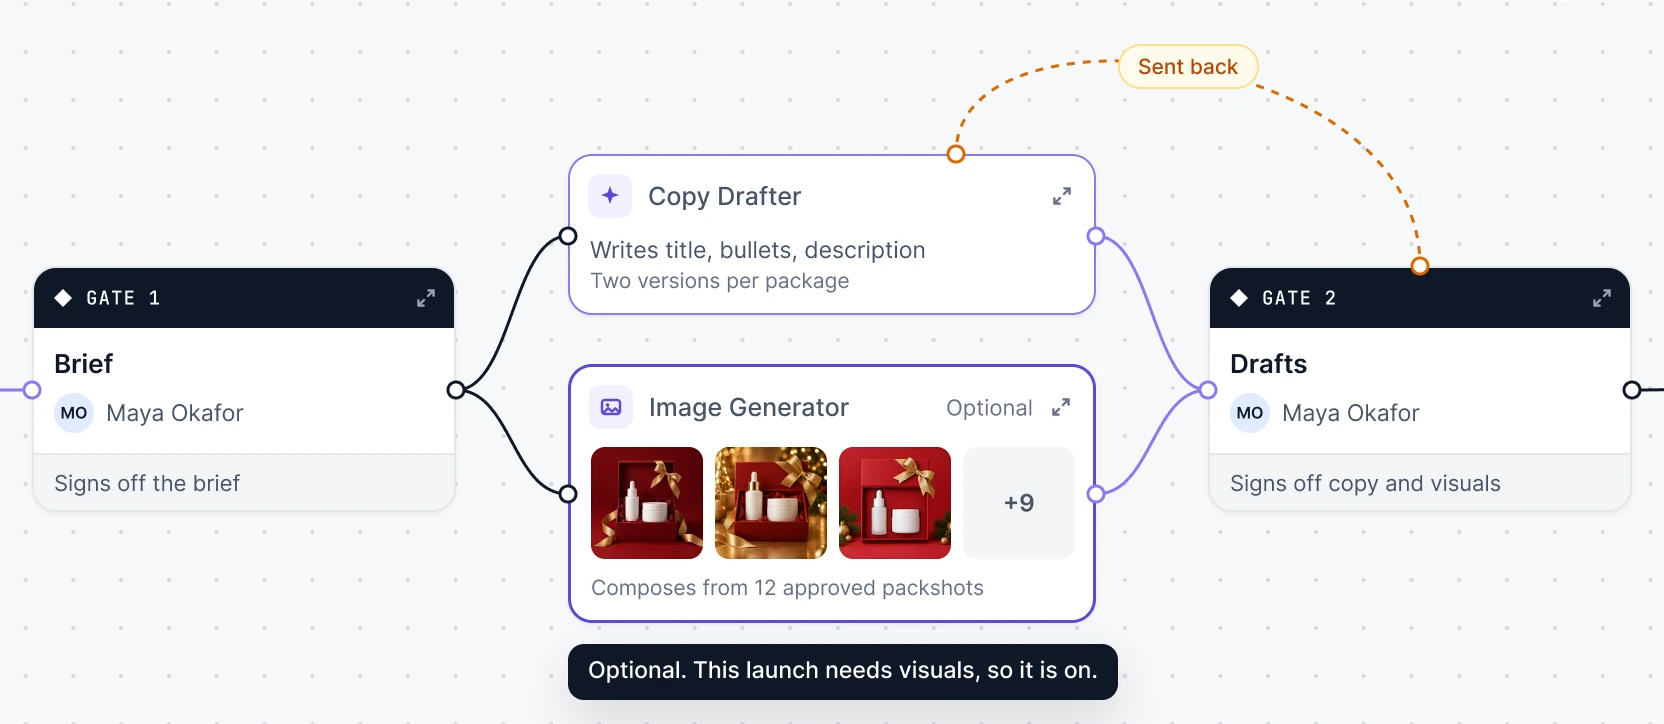 Sent back
Copy Drafter
Writes title, bullets, description
Two versions per package
GATE 1
Brief
MO Maya Okafor
Signs off the brief
Image Generator Optional
+9
Composes from 12 approved packshots
Optional. This launch needs visuals, so it is on.
GATE 2
Drafts
MO Maya Okafor
Signs off copy and visuals